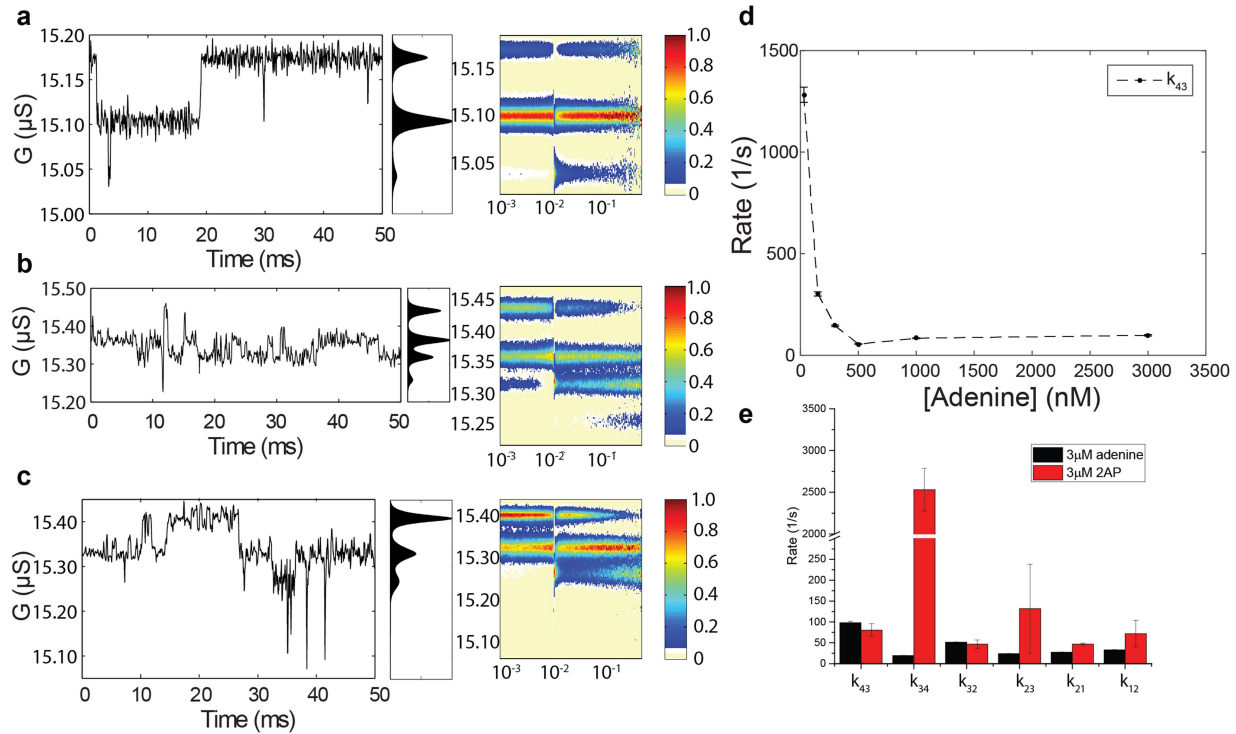 a
15.20
15.10
15.05
15.00
G (μS)
0 10 20 30 40 50
Time (ms)
15.15
15.10
15.05
10-3 10-2 10-1
1.0
0.8
0.6
0.4
0.2
0
b
15.50
15.40
15.30
15.20
G (μS)
0 10 20 30 40 50
Time (ms)
15.45
15.35
15.30
15.25
10-3 10-2 10-1
1.0
0.8
0.6
0.4
0.2
0
c
15.40
15.30
15.20
15.10
G (μS)
0 10 20 30 40 50
Time (ms)
15.40
15.30
15.20
15.10
10-3 10-2 10-1
1.0
0.8
0.6
0.4
0.2
0
d
1500
1000
500
0
Rate (1/s)
k43
0 500 1000 1500 2000 2500 3000 3500
[Adenine] (nM)
e
3500
3000
2500
2000
250
200
150
100
50
0
Rate (1/s)
3μM adenine
3μM 2AP
k43 k34 k32 k23 k21 k12